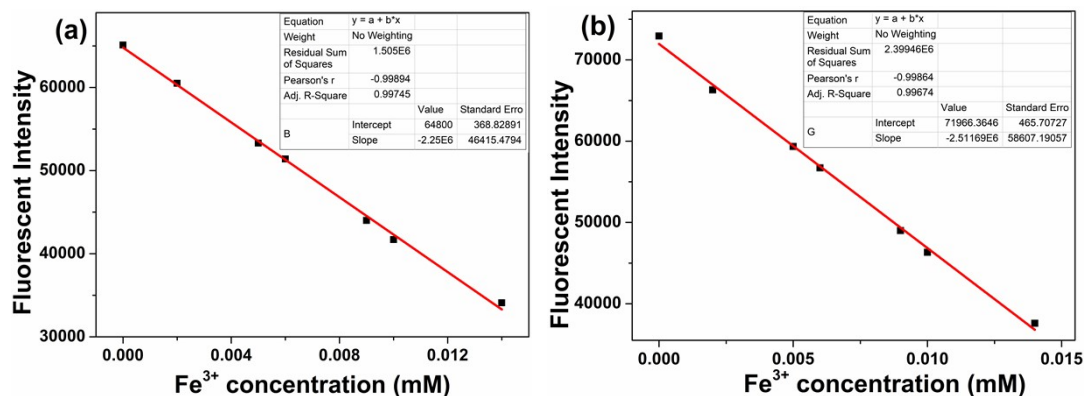 (a)
Equation y = a + b*x
Weight No Weighting
Residual Sum of Squares 1.505E6
Pearson's r -0.99894
Adj. R-Square 0.99745
Value Standard Erro
B Intercept 64800 368.82891
Slope -2.25E6 46415.4794
60000
50000
40000
30000
Fluorescent Intensity
0.000 0.004 0.008 0.012
Fe³⁺ concentration (mM)
(b)
Equation y = a + b*x
Weight No Weighting
Residual Sum of Squares 2.39946E6
Pearson's r -0.99864
Adj. R-Square 0.99674
Value Standard Erro
G Intercept 71966.3646 465.70727
Slope -2.51169E6 58607.19057
70000
60000
50000
40000
Fluorescent Intensity
0.000 0.005 0.010 0.015
Fe³⁺ concentration (mM)